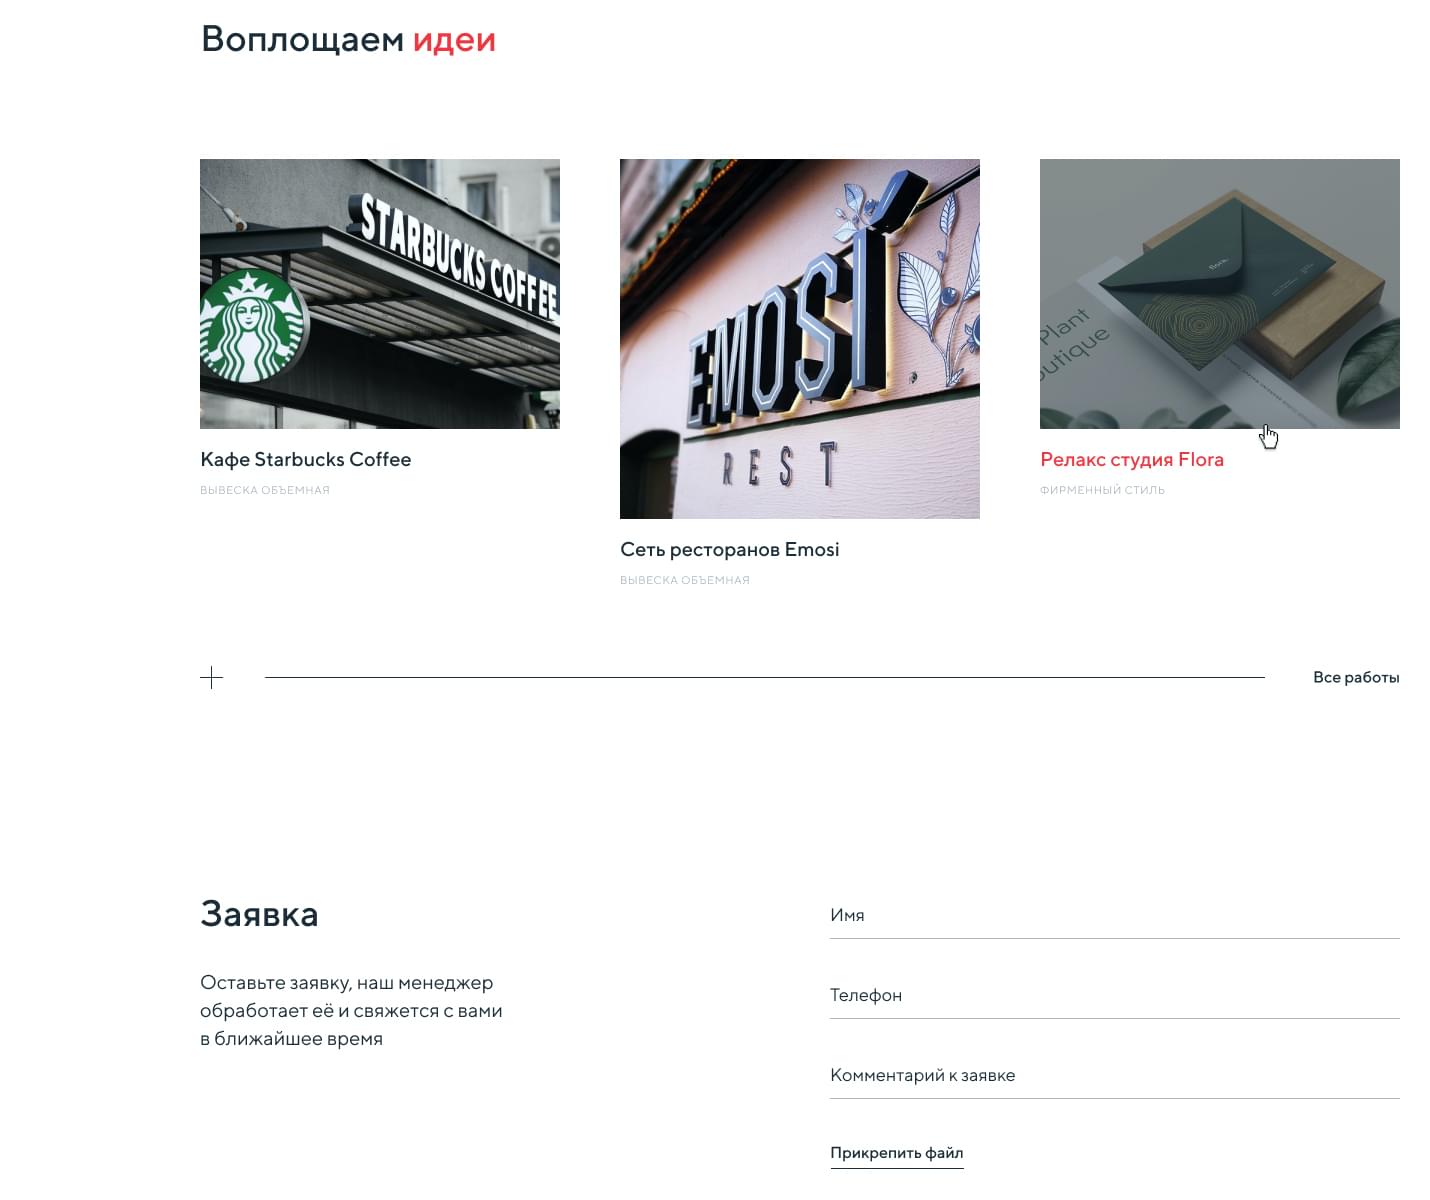 Воплощаем идеи
STARBUCKS COFFEE
EMOSI
REST
flora.
Plant
outique
Кафе Starbucks Coffee
ВЫВЕСКА ОБЪЕМНАЯ
Сеть ресторанов Emosi
ВЫВЕСКА ОБЪЕМНАЯ
Релакс студия Flora
ФИРМЕННЫЙ СТИЛЬ
Все работы
Заявка
Оставьте заявку, наш менеджер
обработает её и свяжется с вами
в ближайшее время
Имя
Телефон
Комментарий к заявке
Прикрепить файл